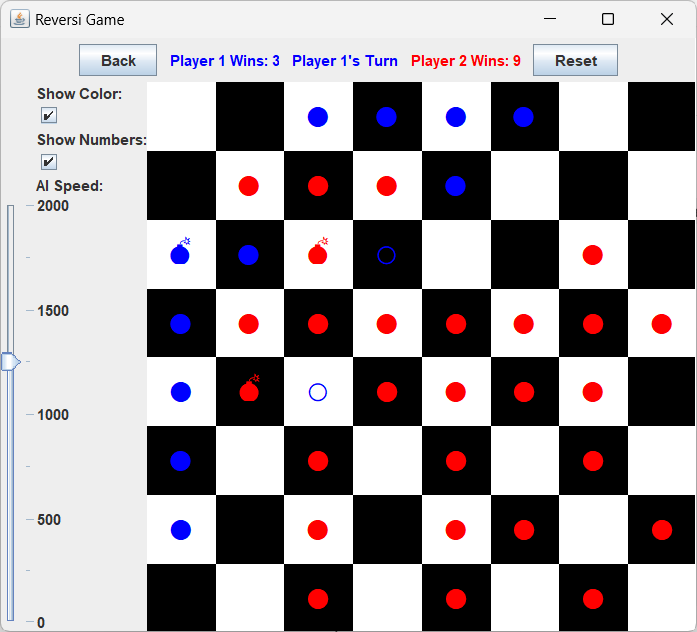 Reversi Game
Back
Player 1 Wins: 3
Player 1's Turn
Player 2 Wins: 9
Reset
Show Color:
Show Numbers:
AI Speed:
2000
1500
1000
500
0